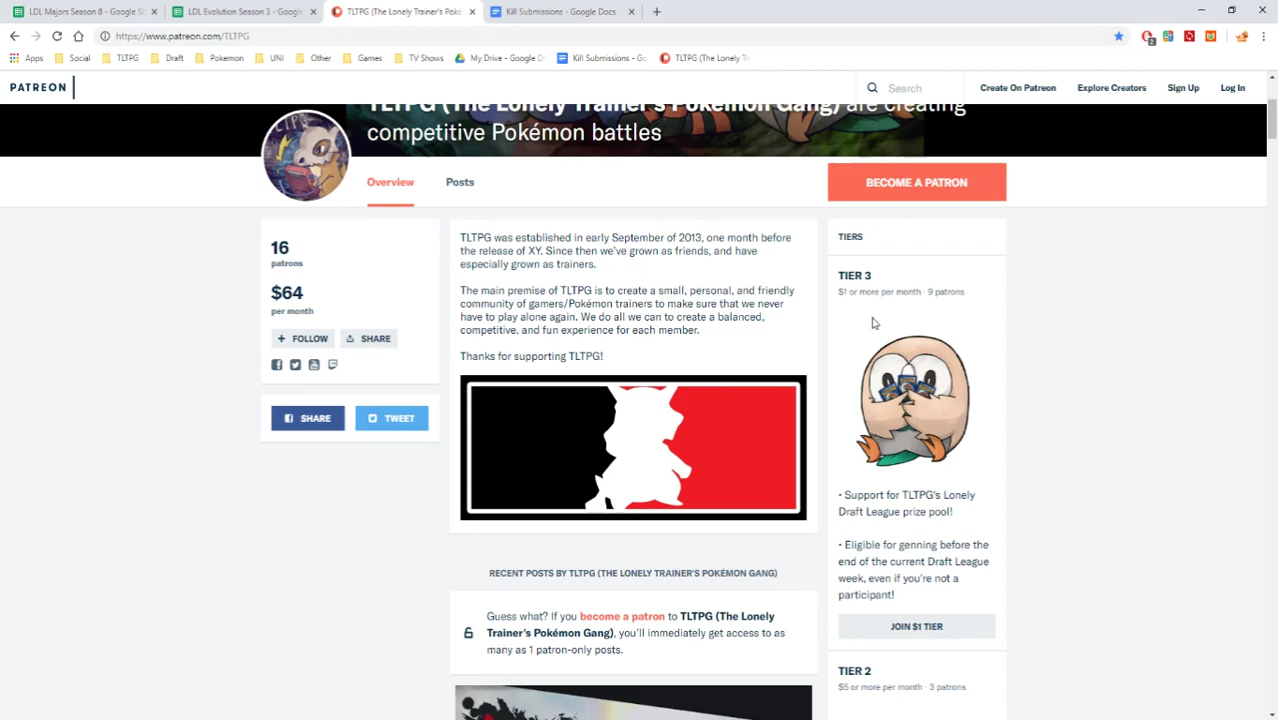 LDL Majors Season 8 - Google Sh
LDL Evolution Season 3 - Google
TLTPG (The Lonely Trainer's Poke
Kill Submissions - Google Docs
https://www.patreon.com/TLTPG
Apps
Social
TLTPG
Draft
Pokemon
UNI
Other
Games
TV Shows
My Drive - Google D
Kill Submissions - Go
TLTPG (The Lonely Tr
PATREON
Search
Create On Patreon
Explore Creators
Sign Up
Log In
TLTPG (The Lonely Trainer's Pokémon Gang) are creating
competitive Pokémon battles
Overview
Posts
BECOME A PATRON
16
patrons
$64
per month
FOLLOW
SHARE
SHARE
TWEET
TLTPG was established in early September of 2013, one month before
the release of XY. Since then we've grown as friends, and have
especially grown as trainers.
The main premise of TLTPG is to create a small, personal, and friendly
community of gamers/Pokémon trainers to make sure that we never
have to play alone again. We do all we can to create a balanced,
competitive, and fun experience for each member.
Thanks for supporting TLTPG!
RECENT POSTS BY TLTPG (THE LONELY TRAINER'S POKÉMON GANG)
Guess what? If you become a patron to TLTPG (The Lonely
Trainer's Pokémon Gang), you'll immediately get access to as
many as 1 patron-only posts.
TIERS
TIER 3
$1 or more per month · 9 patrons
• Support for TLTPG's Lonely
Draft League prize pool!
• Eligible for genning before the
end of the current Draft League
week, even if you're not a
participant!
JOIN $1 TIER
TIER 2
$5 or more per month · 3 patrons